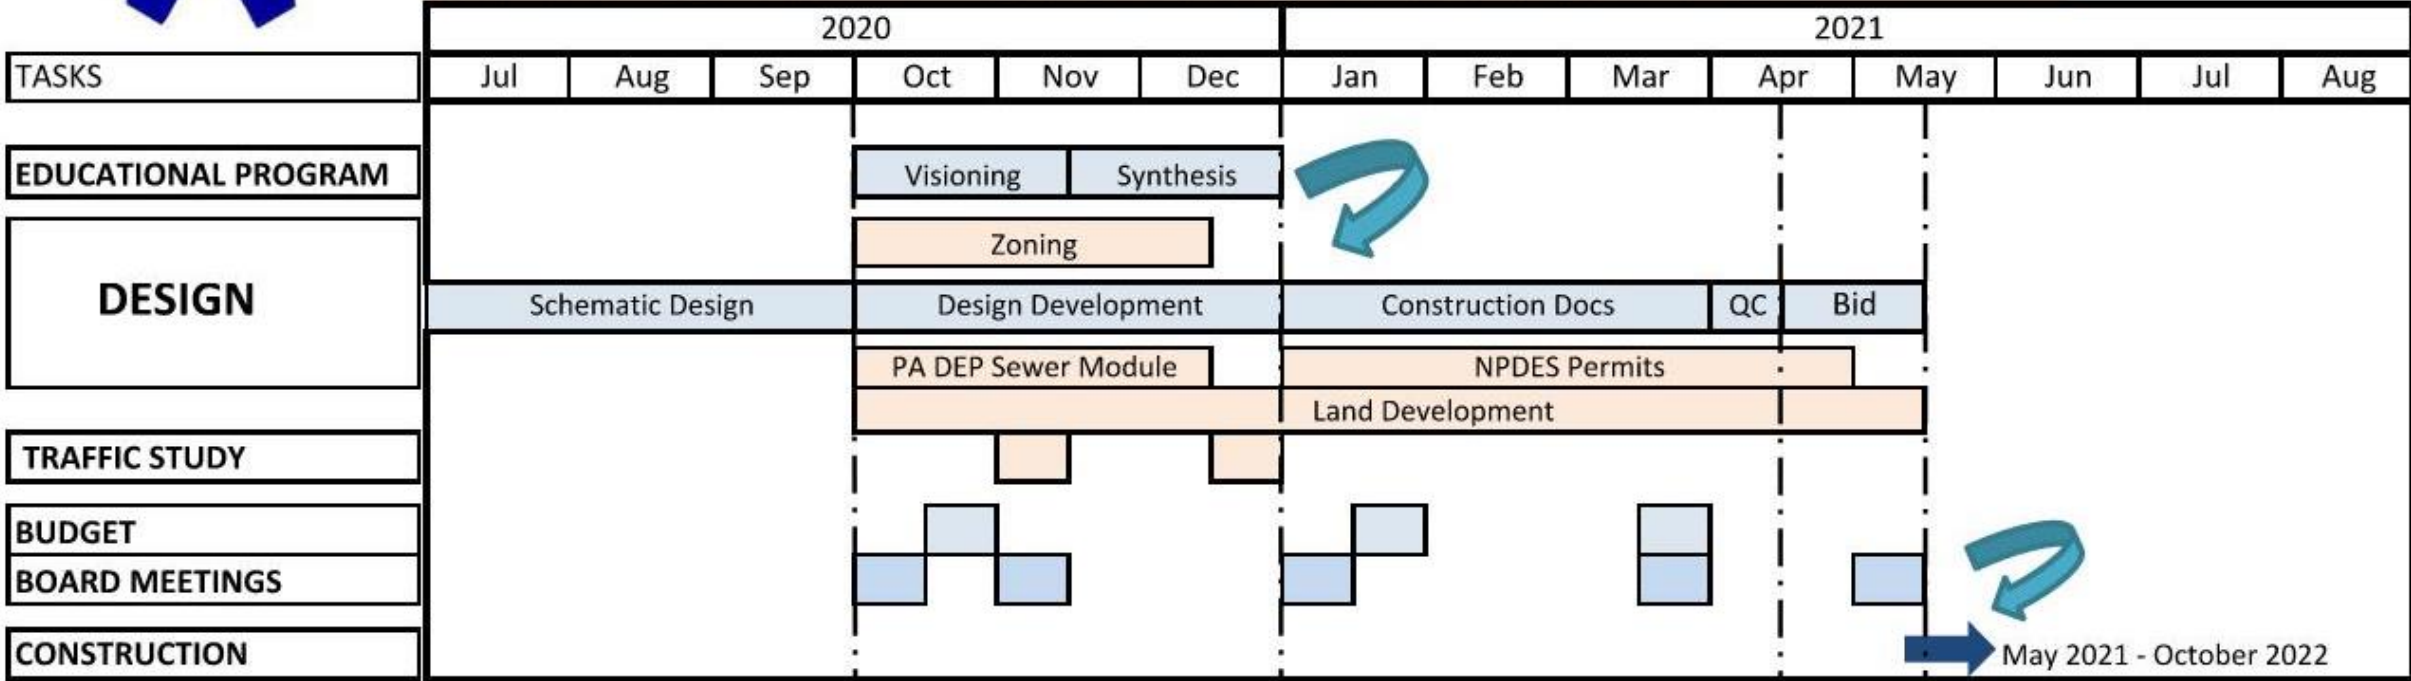 2020 2021
TASKS Jul Aug Sep Oct Nov Dec Jan Feb Mar Apr May Jun Jul Aug
EDUCATIONAL PROGRAM Visioning Synthesis
Zoning
DESIGN Schematic Design Design Development Construction Docs QC Bid
PA DEP Sewer Module NPDES Permits
Land Development
TRAFFIC STUDY
BUDGET
BOARD MEETINGS
CONSTRUCTION May 2021 - October 2022